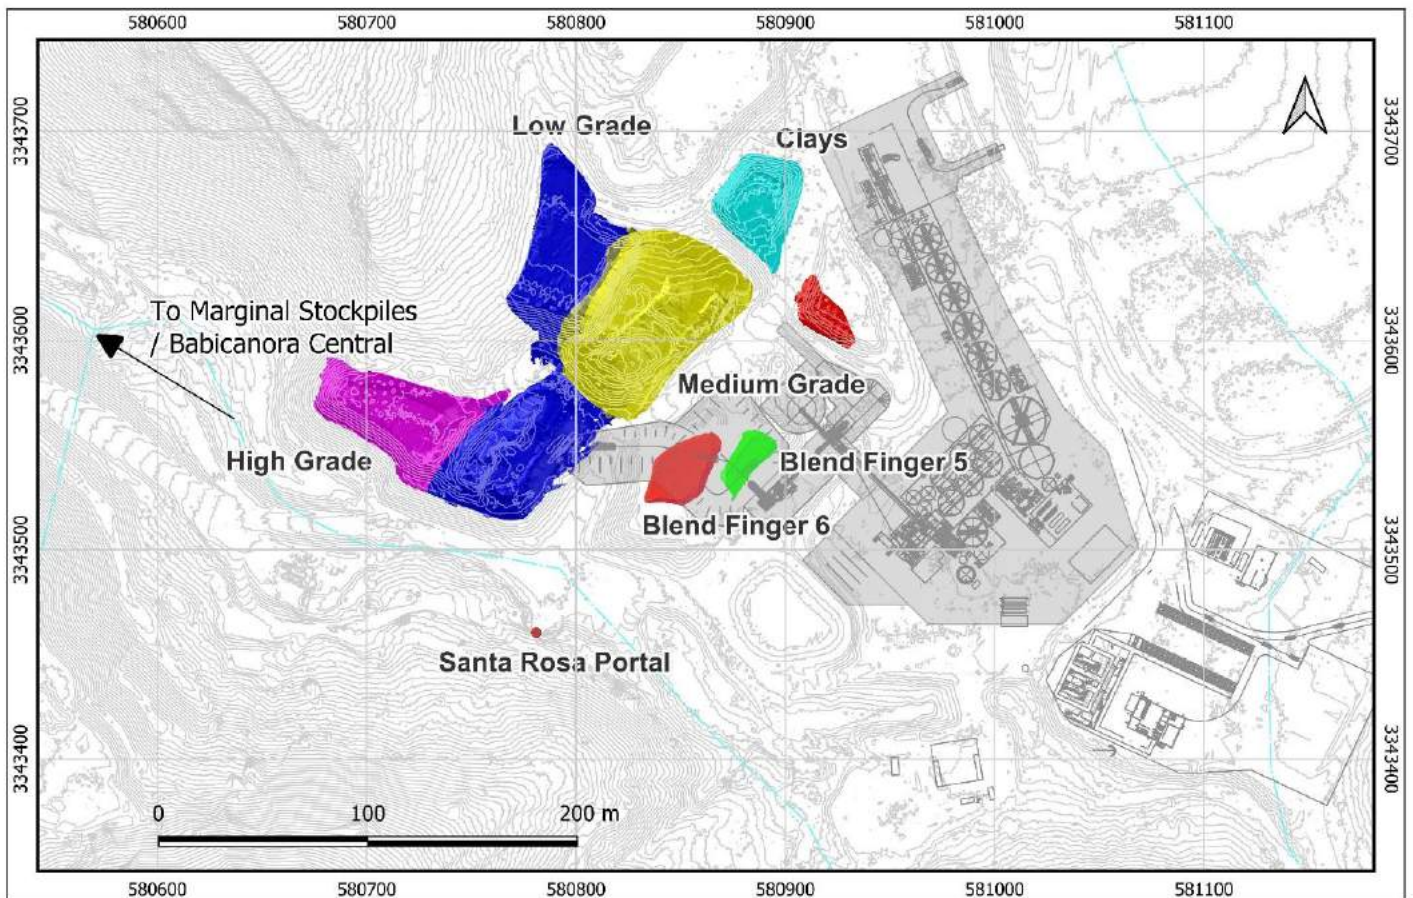 580600 580700 580800 580900 581000 581100
3343700
3343700
Low Grade
Clays
To Marginal Stockpiles
/ Babicanora Central
3343600
3343600
Medium Grade
High Grade
Blend Finger 5
Blend Finger 6
3343500
3343500
Santa Rosa Portal
3343400
3343400
0 100 200 m
580600 580700 580800 580900 581000 581100